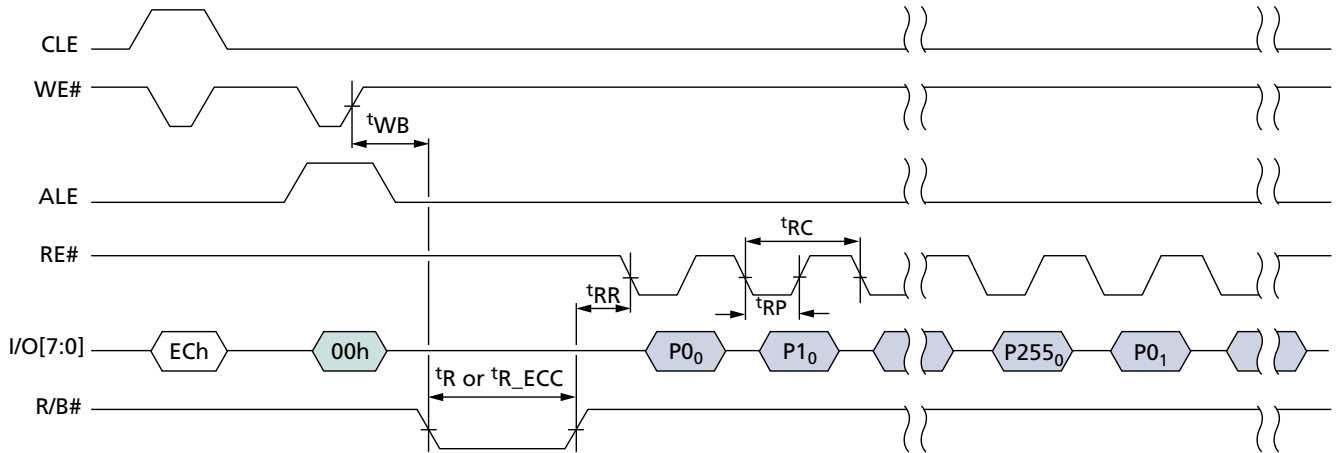 CLE
WE#
tWB
ALE
tRC
RE#
tRR
tRP
I/O[7:0] ECh 00h P0₀ P1₀ P255₀ P0₁
tR or tR_ECC
R/B#